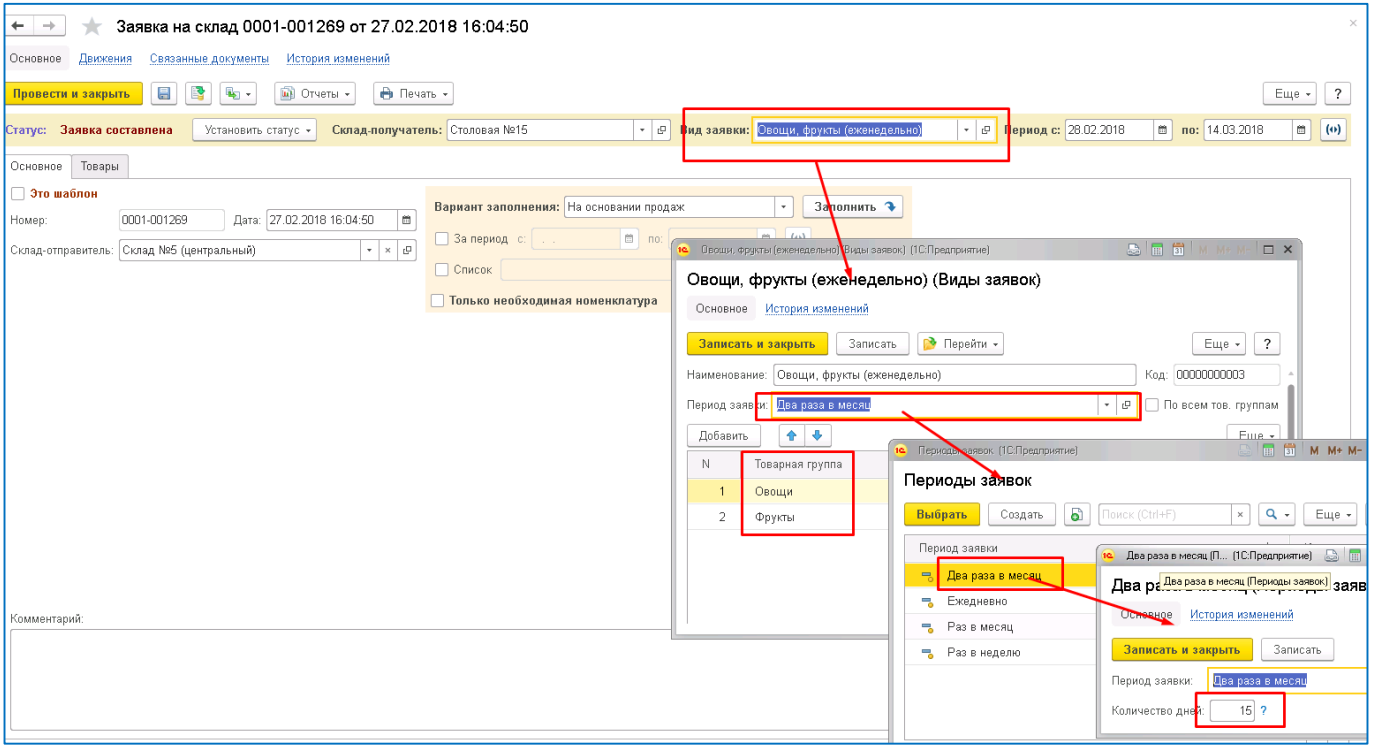 Заявка на склад 0001-001269 от 27.02.2018 16:04:50
Основное Движения Связанные документы История изменений
Провести и закрыть Отчеты Печать Еще ?
Статус: Заявка составлена Установить статус Склад-получатель: Столовая №15 Вид заявки: Овощи, фрукты (еженедельно) Период с: 28.02.2018 по: 14.03.2018
Основное Товары
Это шаблон
Номер: 0001-001269 Дата: 27.02.2018 16:04:50
Склад-отправитель: Склад №5 (центральный)
Вариант заполнения: На основании продаж Заполнить
За период с: . . по:
Список
Только необходимая номенклатура
Комментарий:
Овощи, фрукты (еженедельно) (Виды заявок) (1С:Предприятие) M M+ M-
Овощи, фрукты (еженедельно) (Виды заявок)
Основное История изменений
Записать и закрыть Записать Перейти Еще ?
Наименование: Овощи, фрукты (еженедельно) Код: 00000000003
Период заявки: Два раза в месяц По всем тов. группам
Добавить Еще
N Товарная группа
1 Овощи
2 Фрукты
Периоды заявок (1С:Предприятие) 31 M M+ M-
Периоды заявок
Выбрать Создать Поиск (Ctrl+F) Еще
Период заявки
Два раза в месяц
Ежедневно
Раз в месяц
Раз в неделю
Два раза в месяц (П... (1С:Предприятие)
Два раза в месяц (Периоды заявок)
Два раза в месяц (Периоды заяв
Основное История изменений
Записать и закрыть Записать
Период заявки: Два раза в месяц
Количество дней: 15 ?